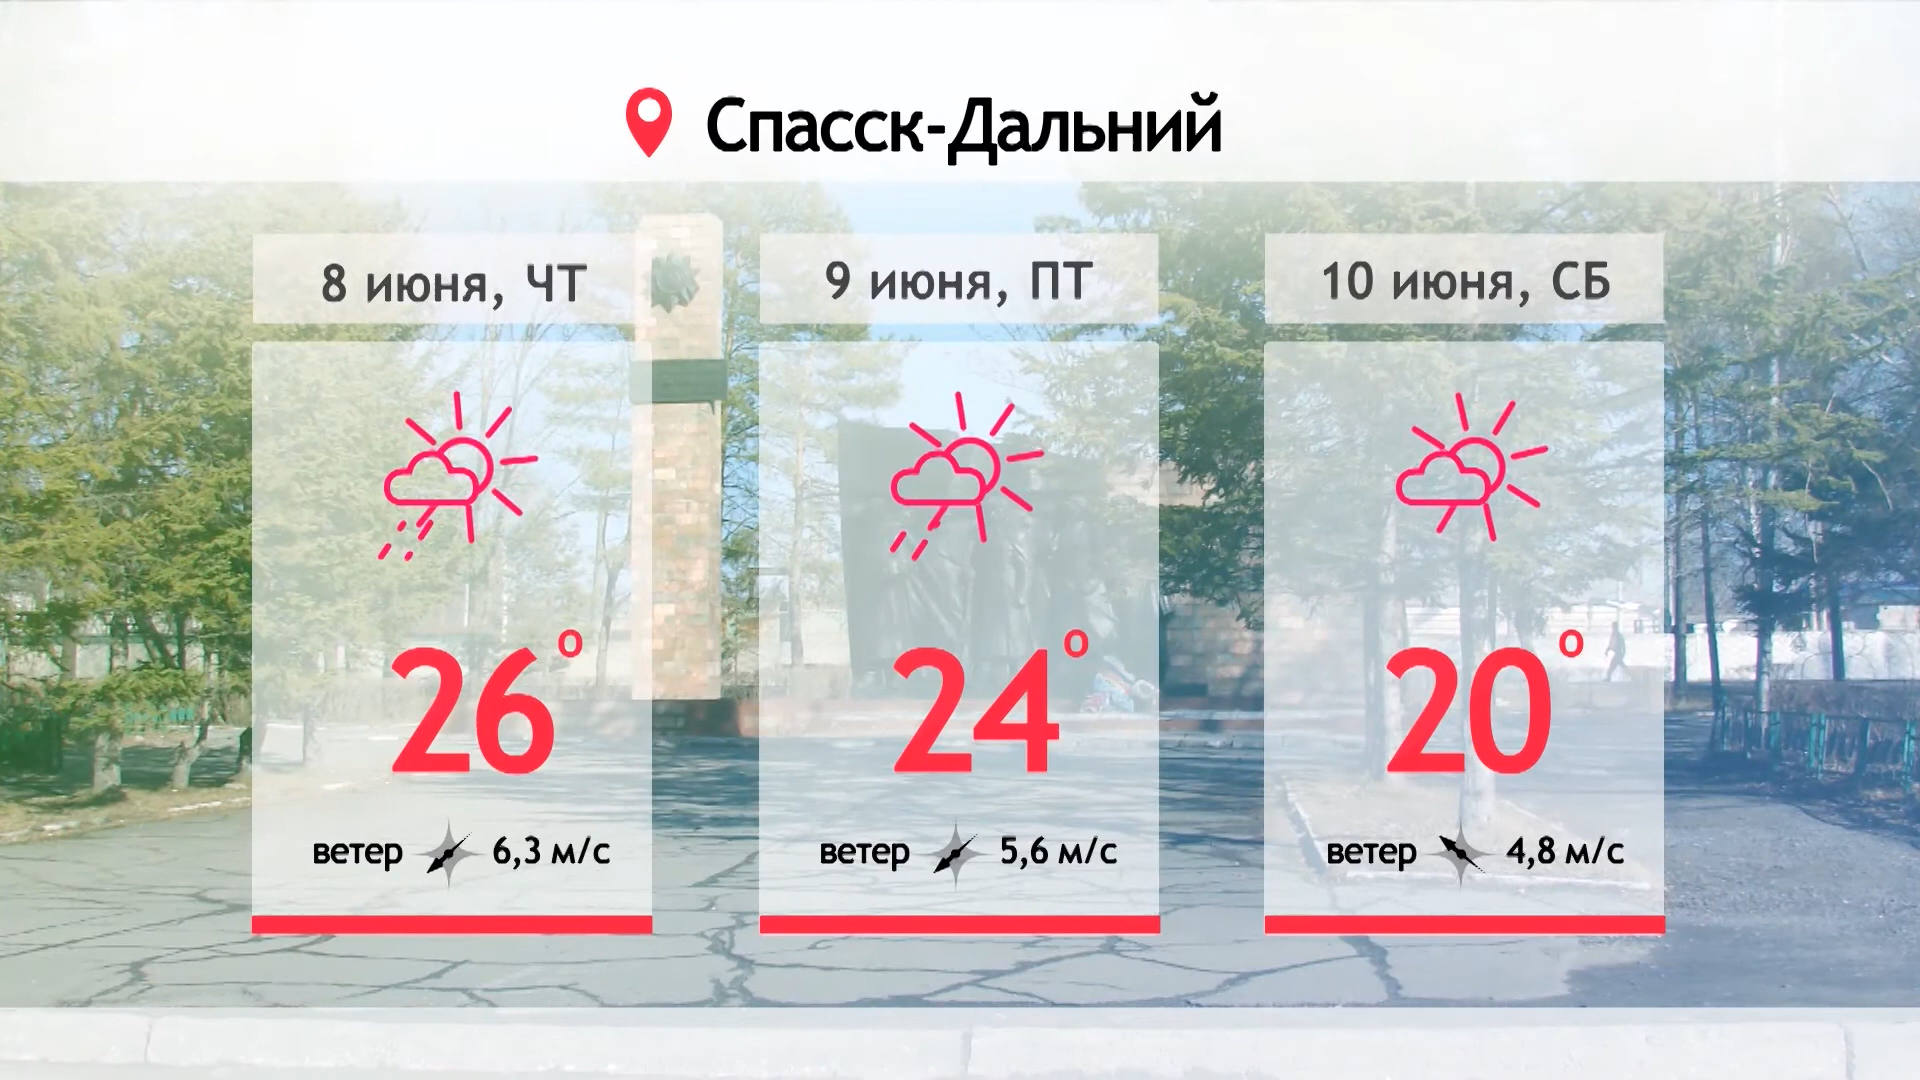 Спасск-Дальний
8 июня, ЧТ
9 июня, ПТ
10 июня, СБ
26°
24°
20°
ветер 6,3 м/с
ветер 5,6 м/с
ветер 4,8 м/с